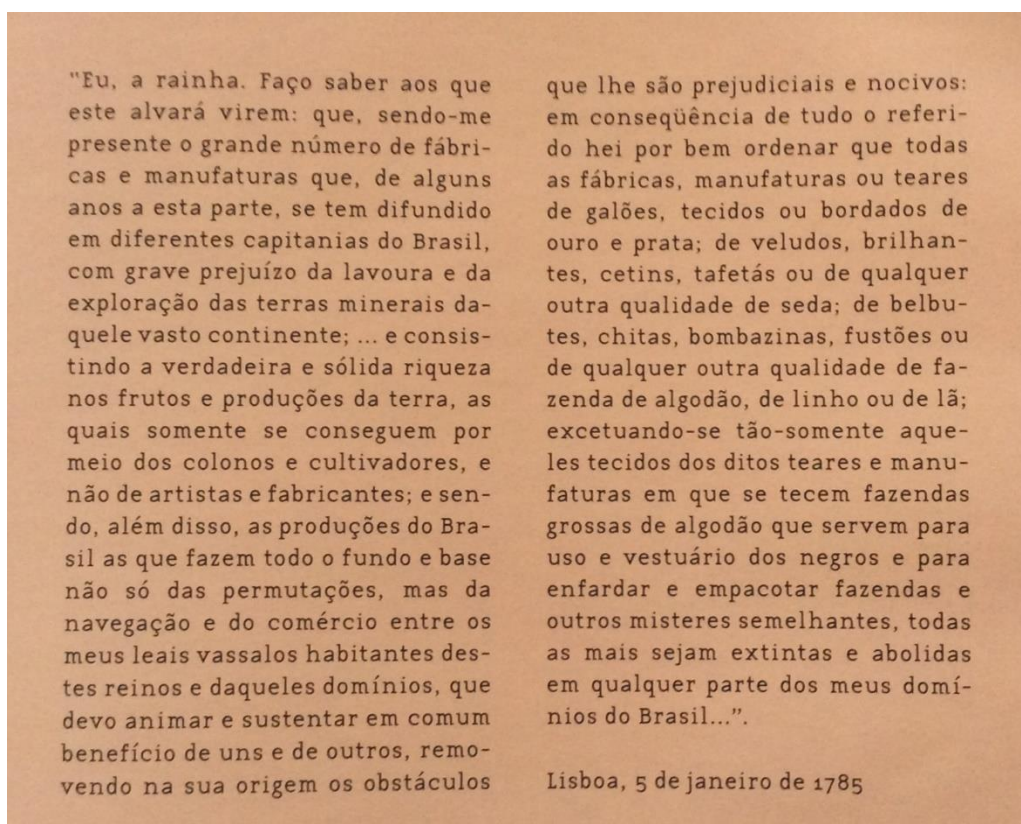 "Eu, a rainha. Faço saber aos que
este alvará virem: que, sendo-me
presente o grande número de fábri-
cas e manufaturas que, de alguns
anos a esta parte, se tem difundido
em diferentes capitanias do Brasil,
com grave prejuízo da lavoura e da
exploração das terras minerais da-
quele vasto continente; ... e consis-
tindo a verdadeira e sólida riqueza
nos frutos e produções da terra, as
quais somente se conseguem por
meio dos colonos e cultivadores, e
não de artistas e fabricantes; e sen-
do, além disso, as produções do Bra-
sil as que fazem todo o fundo e base
não só das permutações, mas da
navegação e do comércio entre os
meus leais vassalos habitantes des-
tes reinos e daqueles domínios, que
devo animar e sustentar em comum
benefício de uns e de outros, remo-
vendo na sua origem os obstáculos
que lhe são prejudiciais e nocivos:
em conseqüência de tudo o referi-
do hei por bem ordenar que todas
as fábricas, manufaturas ou teares
de galões, tecidos ou bordados de
ouro e prata; de veludos, brilhan-
tes, cetins, tafetás ou de qualquer
outra qualidade de seda; de belbu-
tes, chitas, bombazinas, fustões ou
de qualquer outra qualidade de fa-
zenda de algodão, de linho ou de lã;
excetuando-se tão-somente aque-
les tecidos dos ditos teares e manu-
faturas em que se tecem fazendas
grossas de algodão que servem para
uso e vestuário dos negros e para
enfardar e empacotar fazendas e
outros misteres semelhantes, todas
as mais sejam extintas e abolidas
em qualquer parte dos meus domí-
nios do Brasil...".
Lisboa, 5 de janeiro de 1785